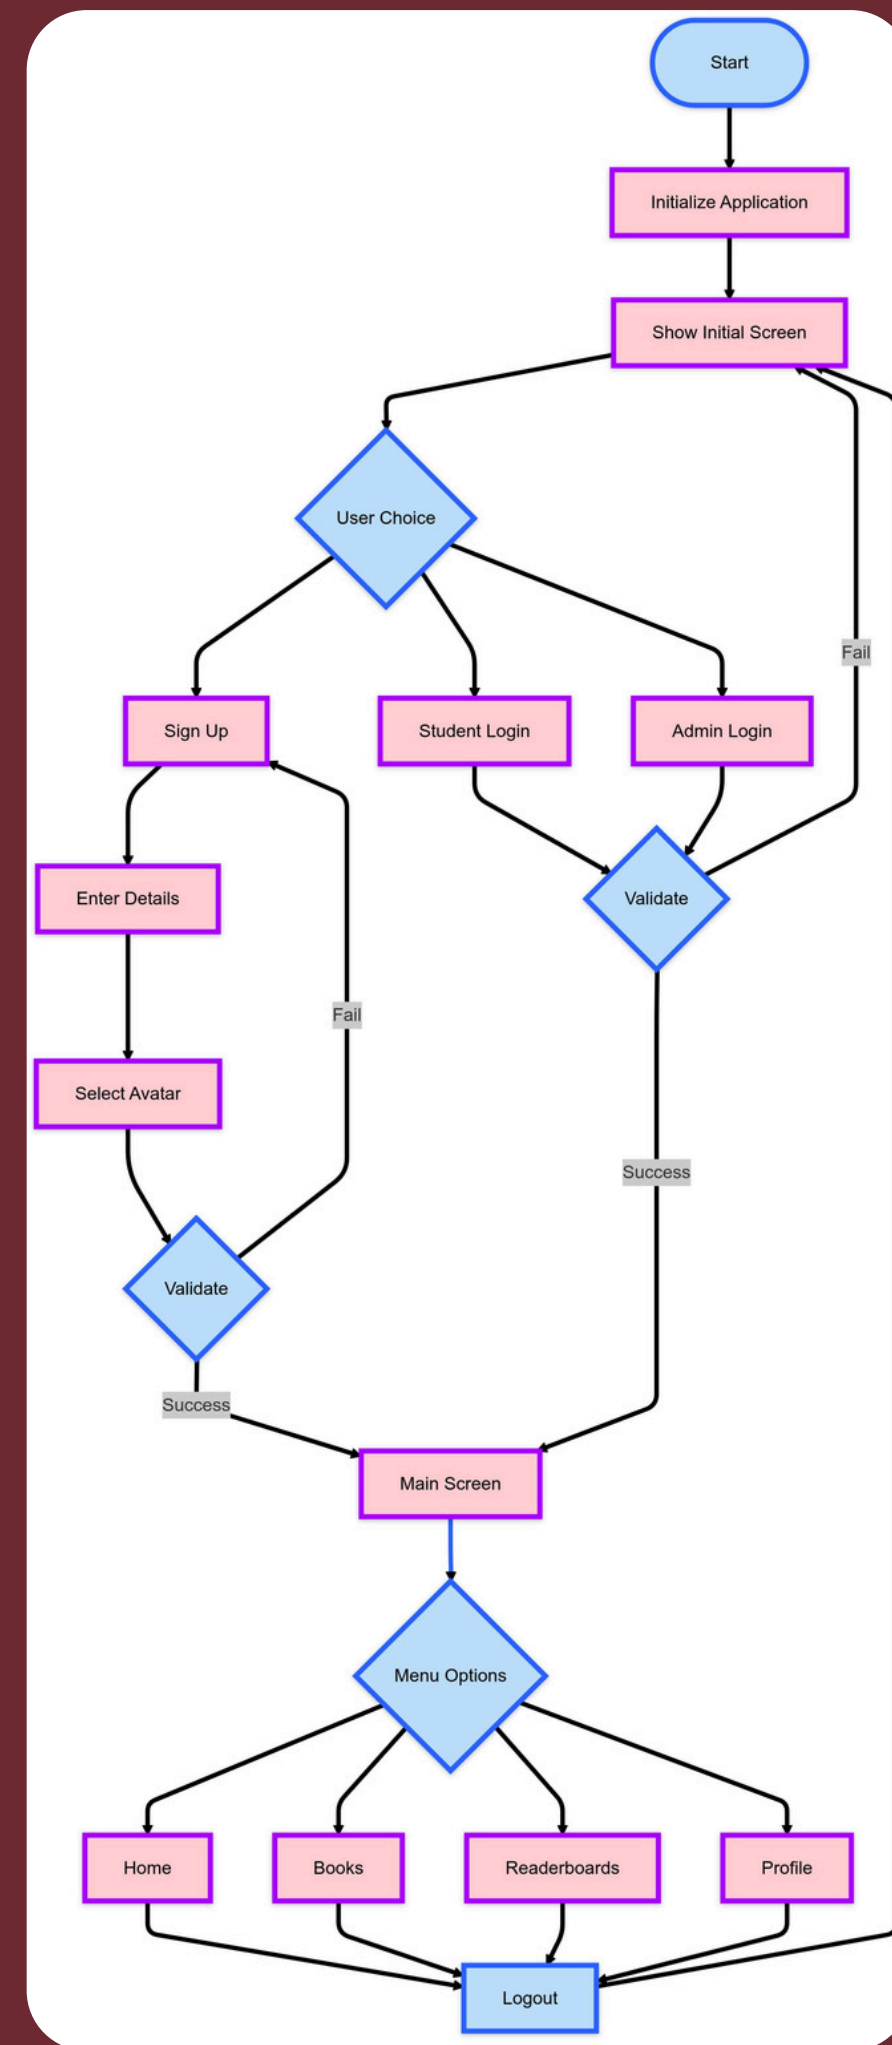 Start
Initialize Application
Show Initial Screen
User Choice
Fail
Sign Up
Student Login
Admin Login
Enter Details
Validate
Fail
Select Avatar
Success
Validate
Success
Main Screen
Menu Options
Home
Books
Readerboards
Profile
Logout